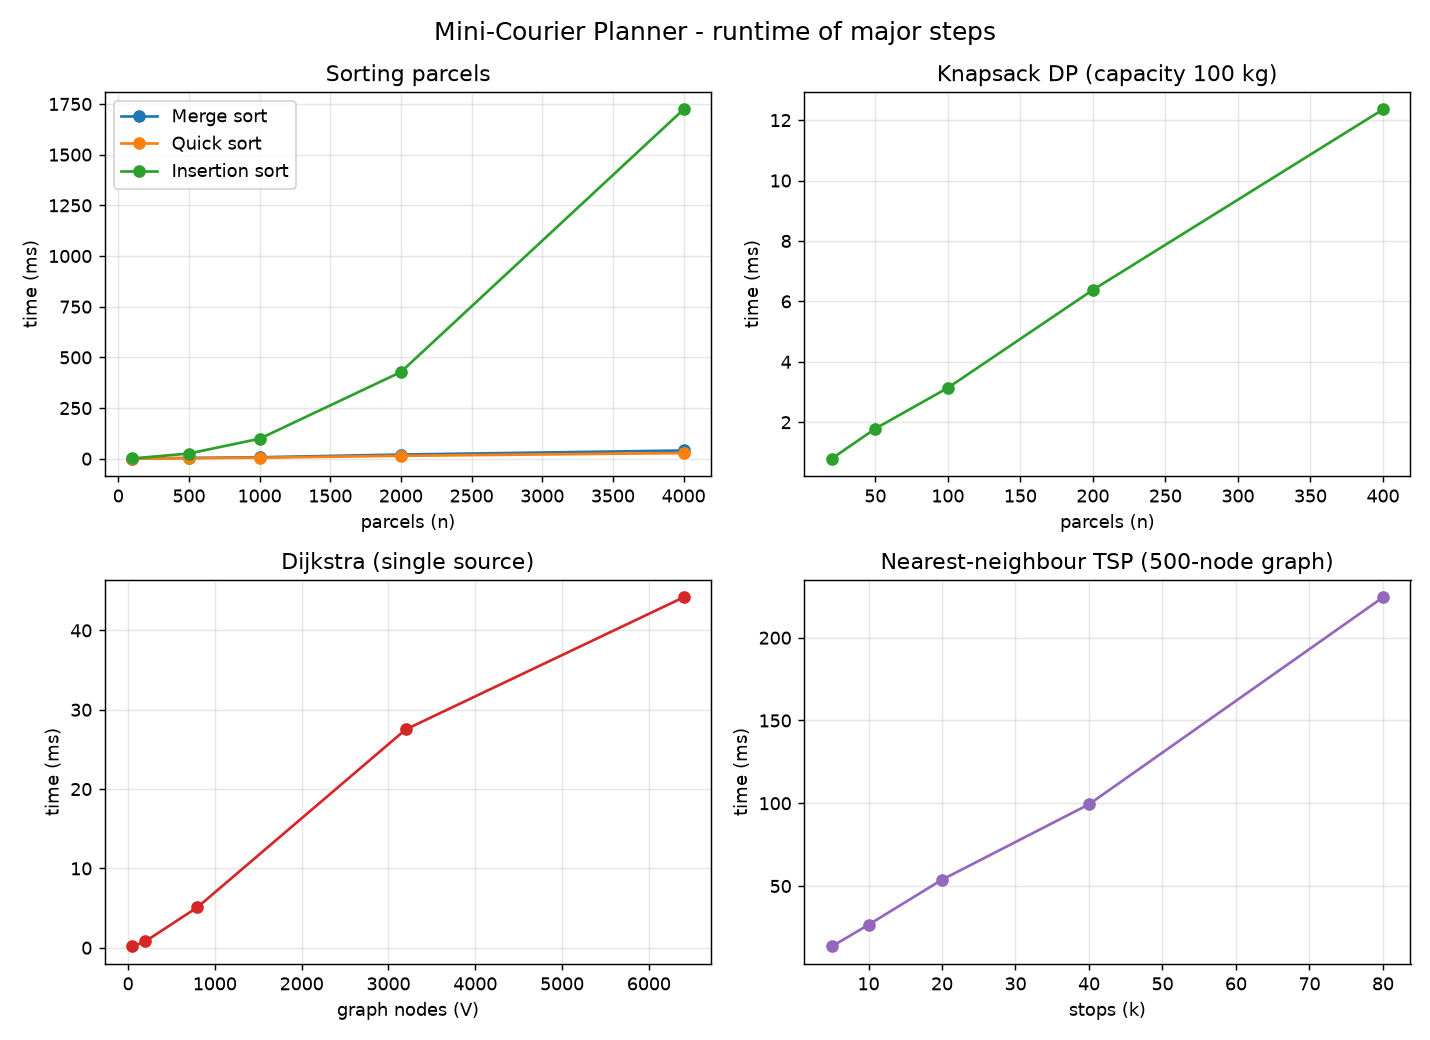 Mini-Courier Planner - runtime of major steps
Sorting parcels
Merge sort
Quick sort
Insertion sort
time (ms)
1750
1500
1250
1000
750
500
250
0
0 500 1000 1500 2000 2500 3000 3500 4000
parcels (n)
Knapsack DP (capacity 100 kg)
time (ms)
12
10
8
6
4
2
50 100 150 200 250 300 350 400
parcels (n)
Dijkstra (single source)
time (ms)
40
30
20
10
0
0 1000 2000 3000 4000 5000 6000
graph nodes (V)
Nearest-neighbour TSP (500-node graph)
time (ms)
200
150
100
50
10 20 30 40 50 60 70 80
stops (k)